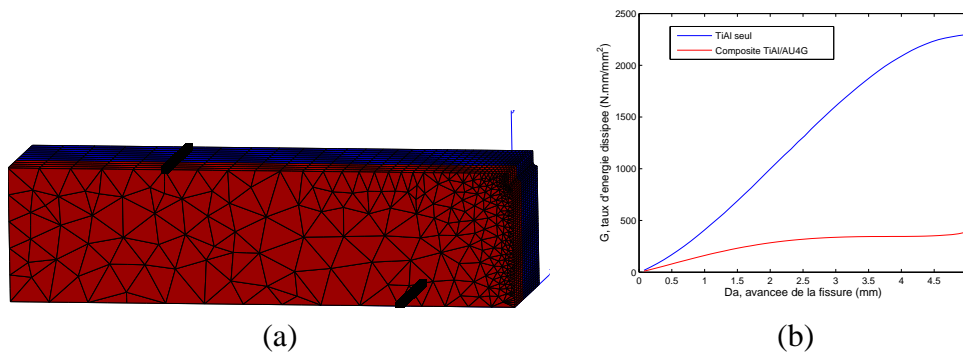 2500
2000
1500
1000
500
0
0
0.5
1
1.5
2
2.5
3
3.5
4
4.5
TiAl seul
Composite TiAl/AU4G
G, taux d'energie dissipee (N.mm/mm²)
Da, avancee de la fissure (mm)
(a)
(b)